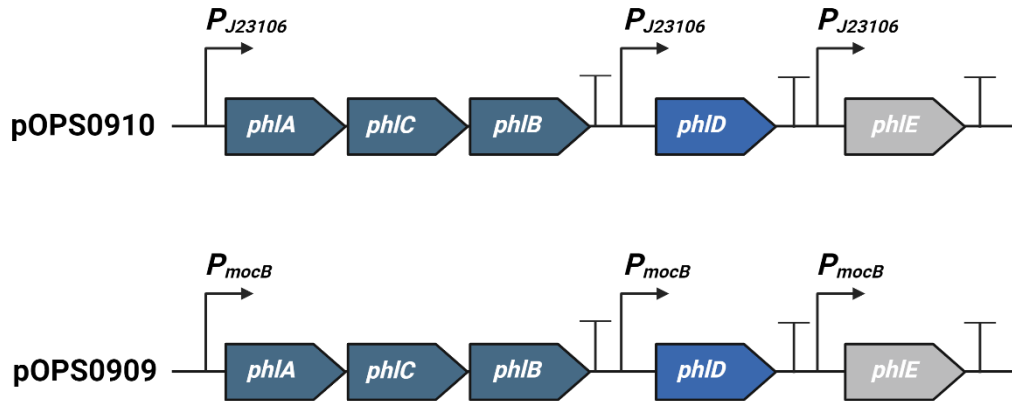 PJ23106 PJ23106 PJ23106
pOPS0910 phlA phlC phlB phlD phlE
PmocB PmocB PmocB
pOPS0909 phlA phlC phlB phlD phlE